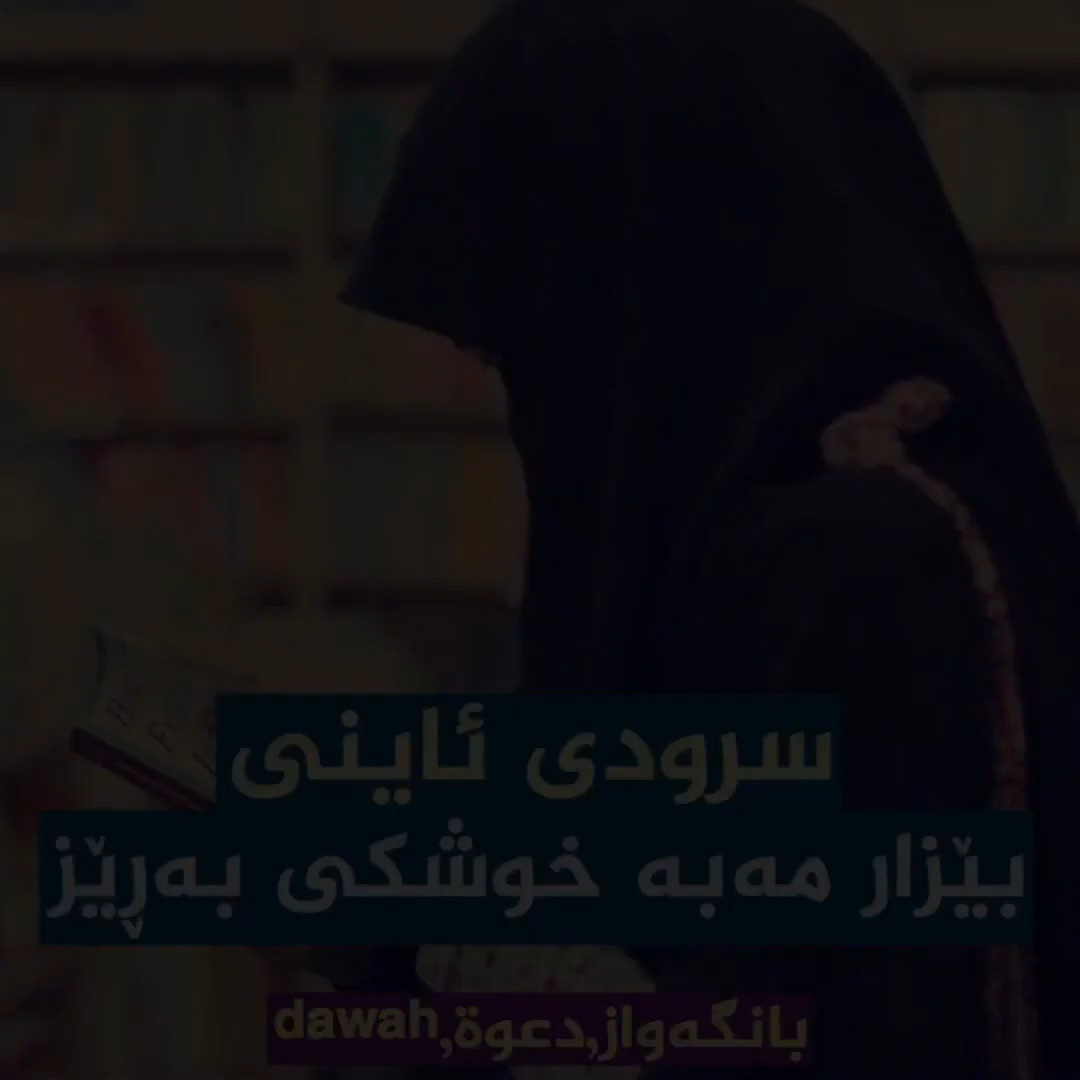 سرودی ئاینی
بێزار مەبە خوشکی بەڕێز
بانگەواز,دعوة,dawah